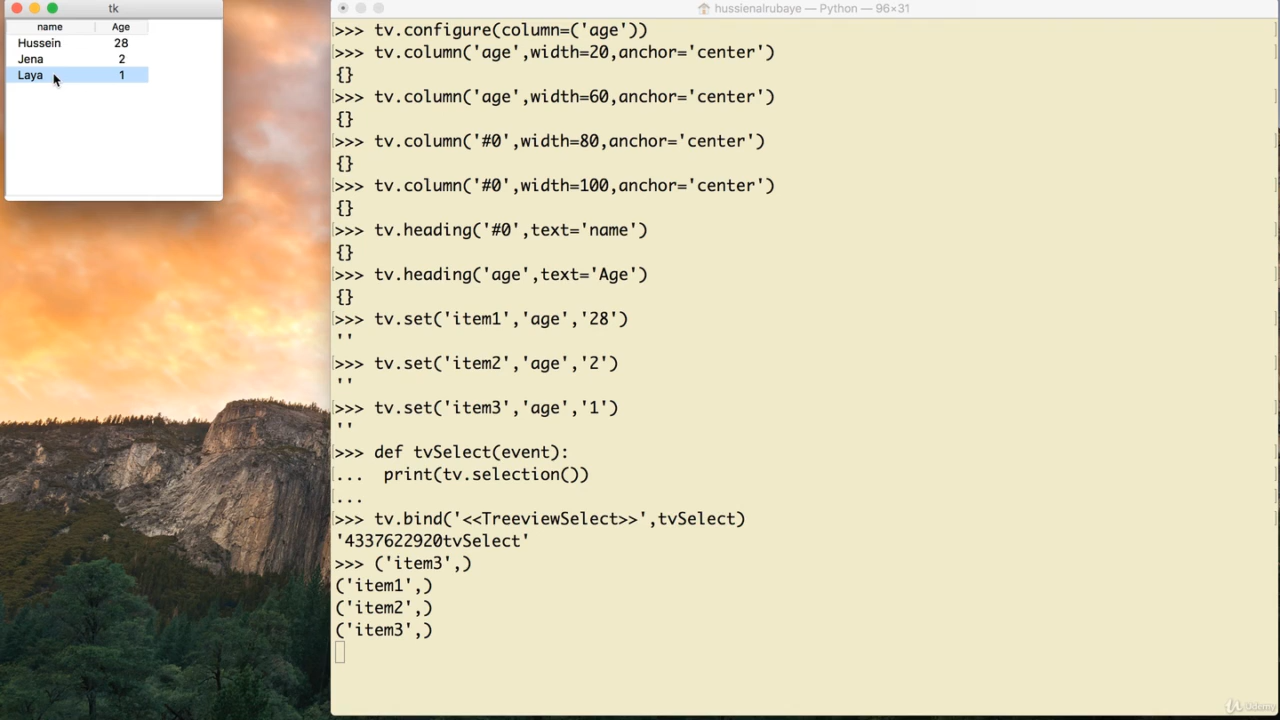 tk
name Age
Hussein 28
Jena 2
Laya 1
hussienalrubaye — Python — 96×31
>>> tv.configure(column=('age'))
>>> tv.column('age',width=20,anchor='center')
{}
>>> tv.column('age',width=60,anchor='center')
{}
>>> tv.column('#0',width=80,anchor='center')
{}
>>> tv.column('#0',width=100,anchor='center')
{}
>>> tv.heading('#0',text='name')
{}
>>> tv.heading('age',text='Age')
{}
>>> tv.set('item1','age','28')
''
>>> tv.set('item2','age','2')
''
>>> tv.set('item3','age','1')
''
>>> def tvSelect(event):
...  print(tv.selection())
...
>>> tv.bind('<<TreeviewSelect>>',tvSelect)
'4337622920tvSelect'
>>> ('item3',)
('item1',)
('item2',)
('item3',)
Udemy